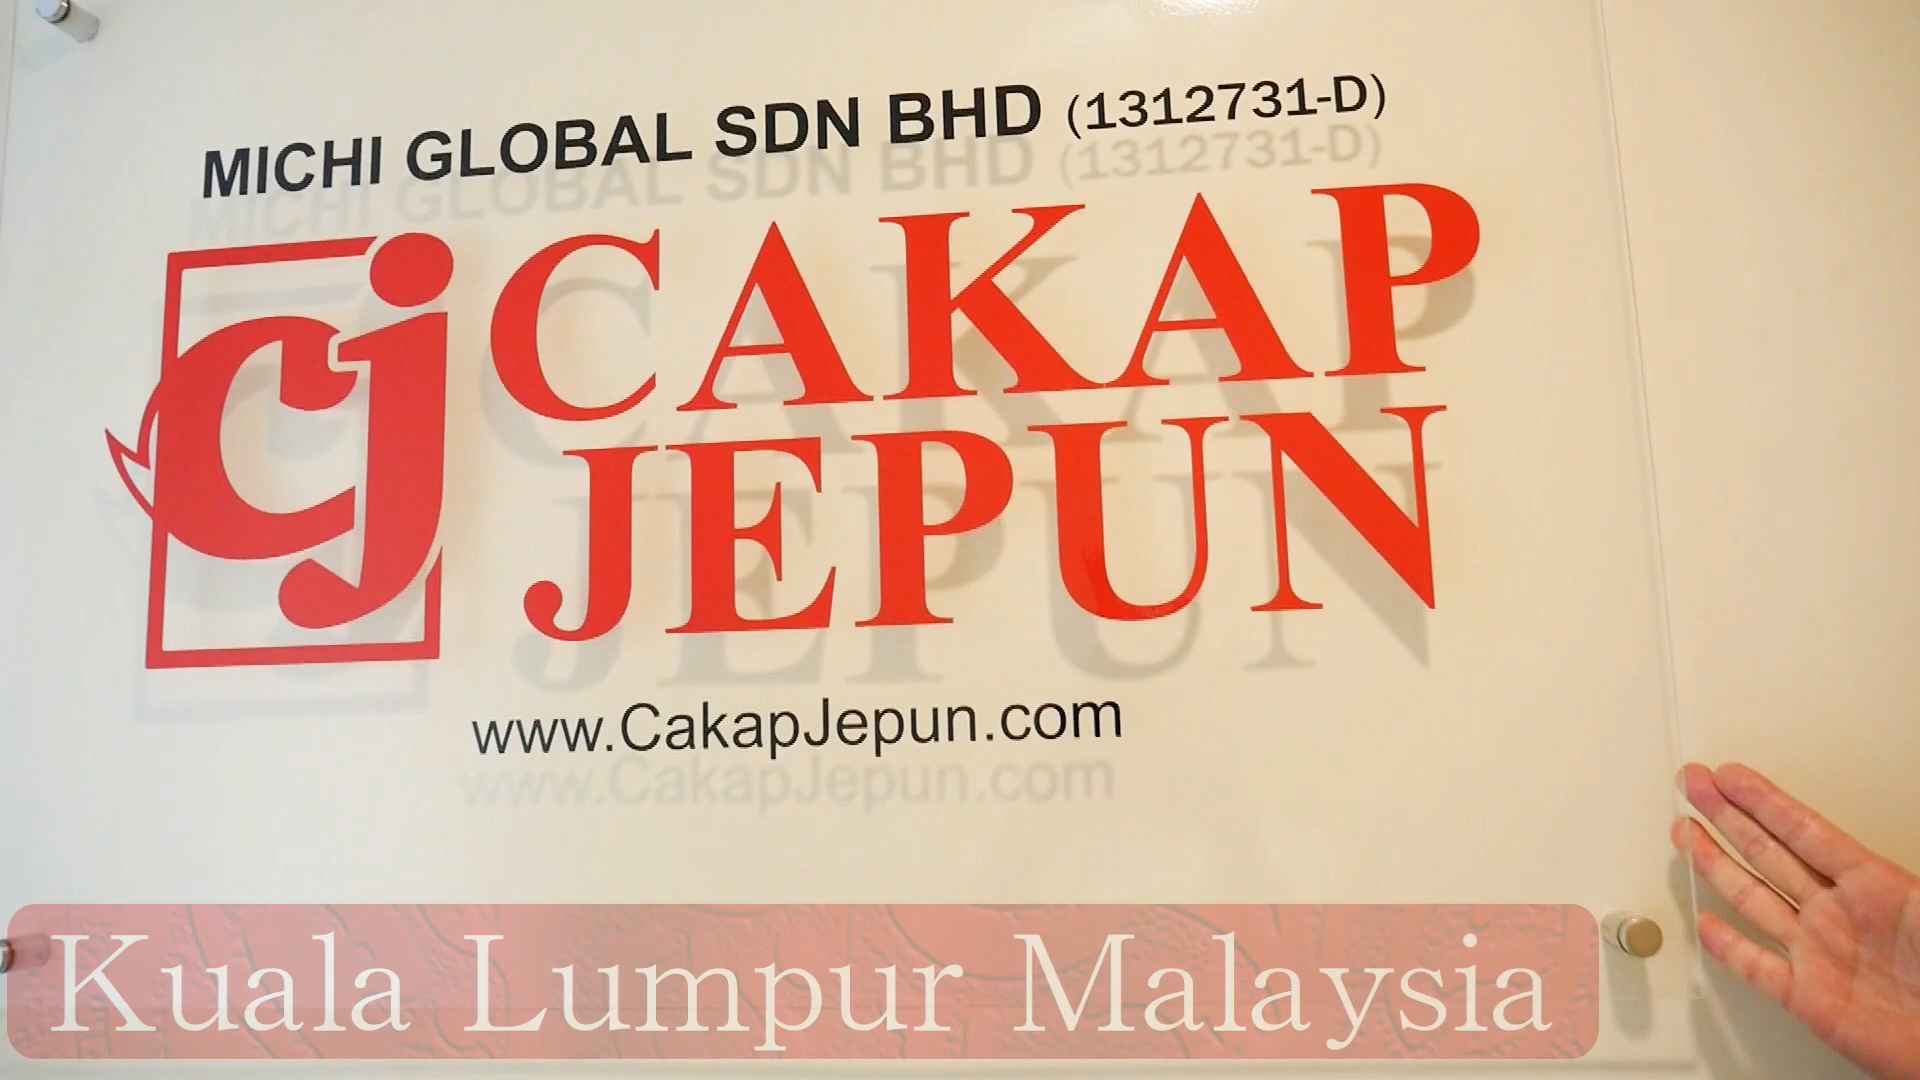 MICHI GLOBAL SDN BHD (1312731-D)
cj
CAKAP
JEPUN
www.CakapJepun.com
Kuala Lumpur Malaysia